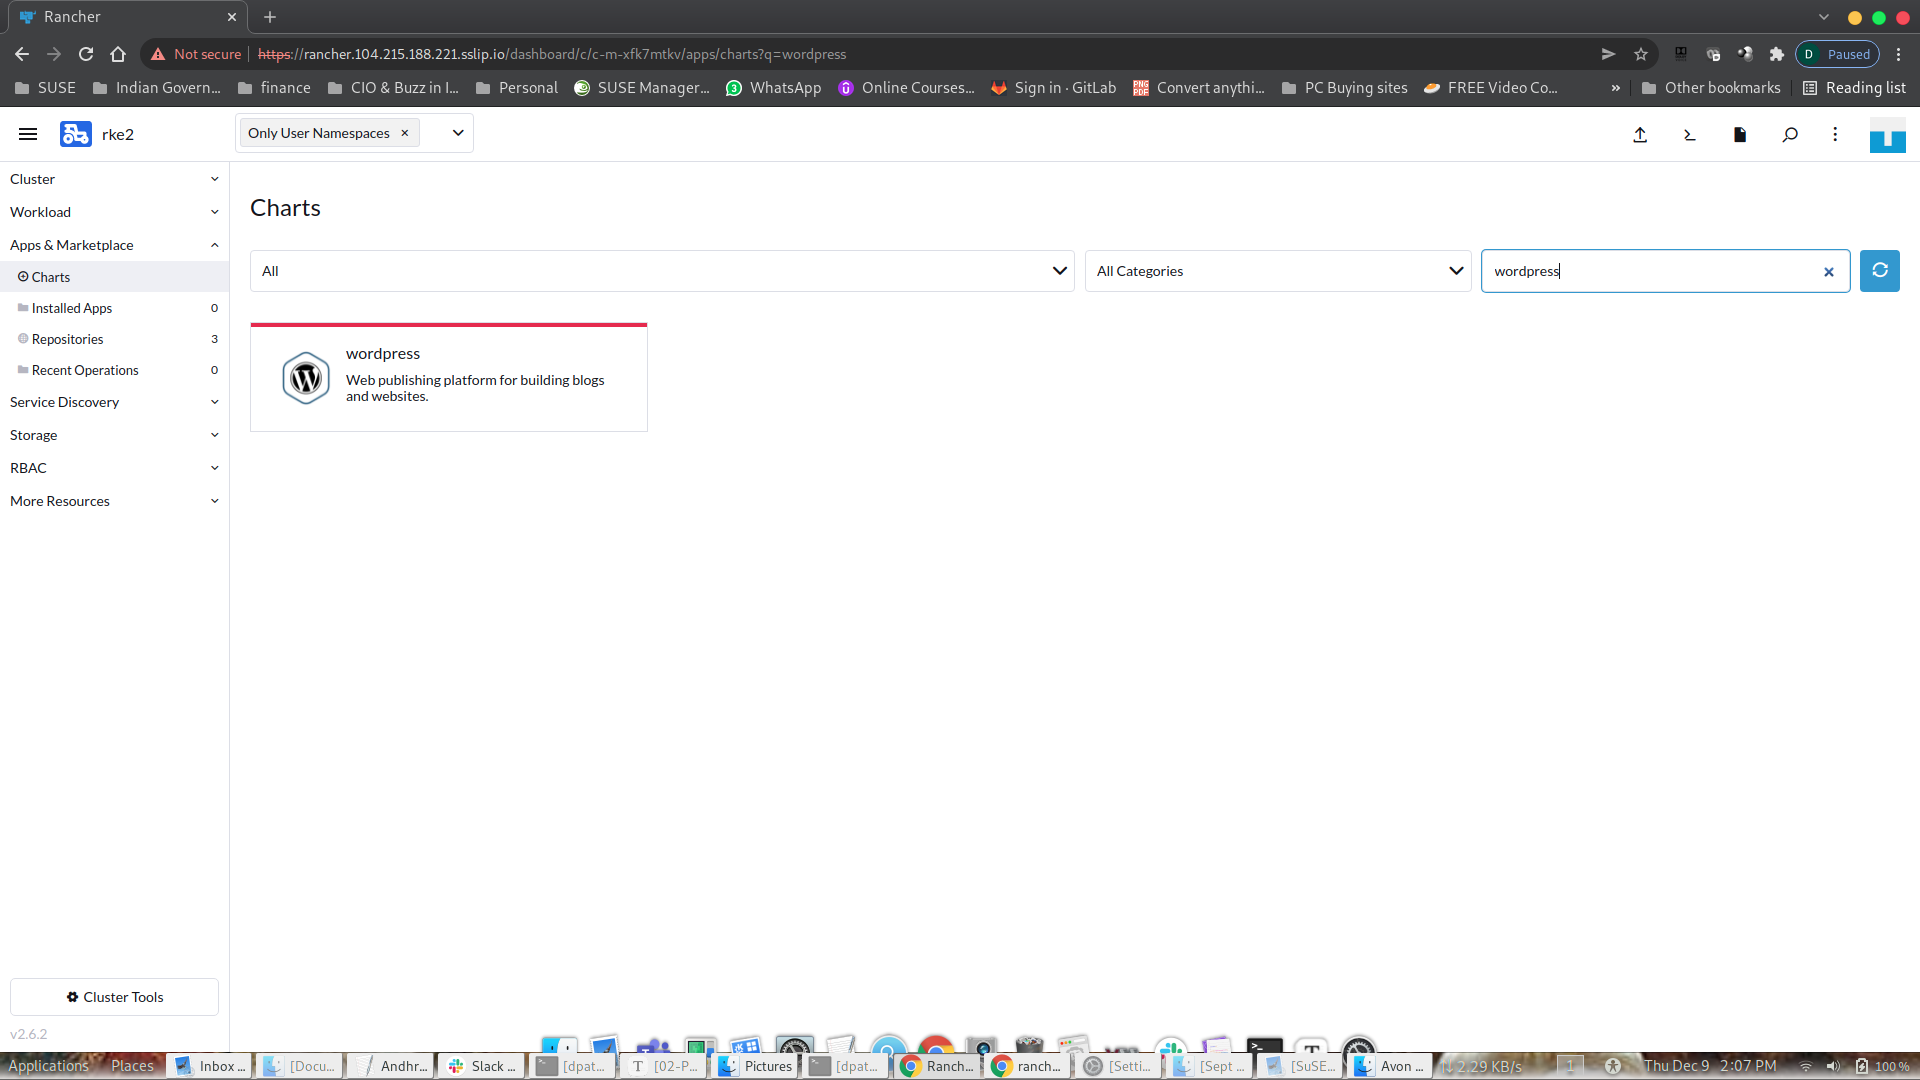 Rancher
Not secure https://rancher.104.215.188.221.sslip.io/dashboard/c/c-m-xfk7mtkv/apps/charts?q=wordpress
D Paused
SUSE Indian Govern... finance CIO & Buzz in I... Personal SUSE Manager... WhatsApp Online Courses... Sign in · GitLab Convert anythi... PC Buying sites FREE Video Co... » Other bookmarks Reading list
rke2
Only User Namespaces
Cluster
Workload
Apps & Marketplace
Charts
Installed Apps 0
Repositories 3
Recent Operations 0
Service Discovery
Storage
RBAC
More Resources
Charts
All
All Categories
wordpress
wordpress
Web publishing platform for building blogs
and websites.
Cluster Tools
v2.6.2
Applications Places Inbox ... [Docu... Andhr... Slack ... [dpat... [02-P... Pictures [dpat... Ranch... ranch... [Setti... [Sept ... [SuSE... Avon ... 2.29 KB/s 1 Thu Dec 9 2:07 PM 100 %